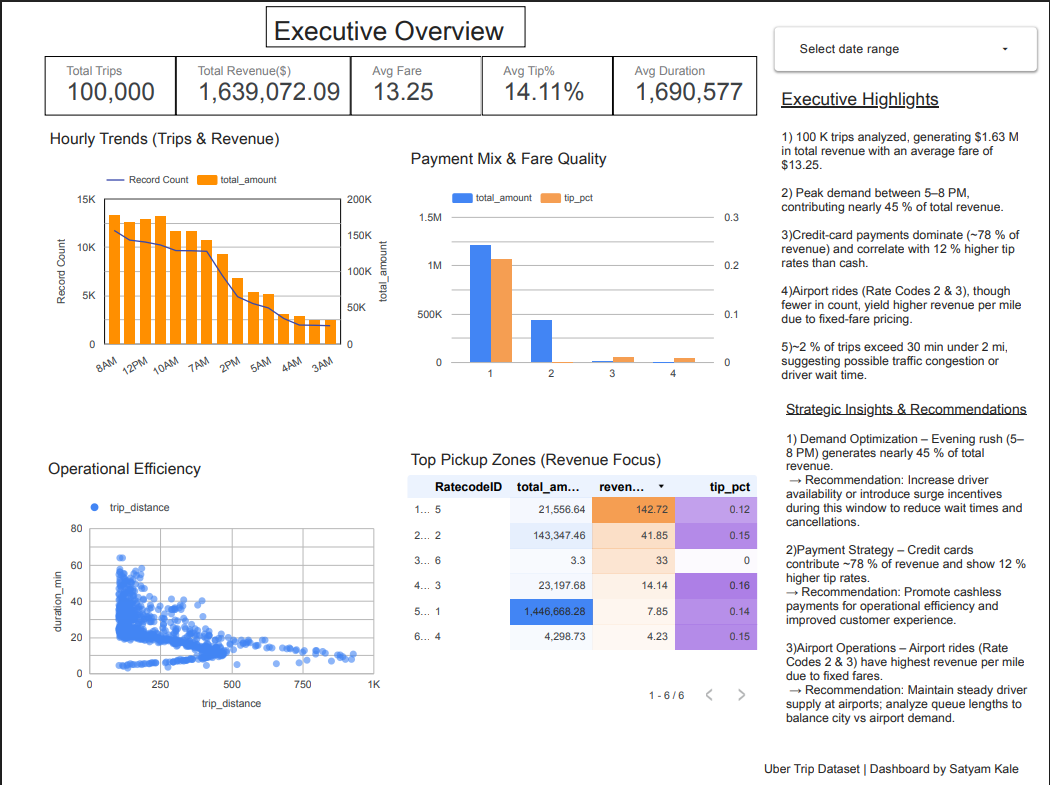 Executive Overview
Select date range
Total Trips
100,000
Total Revenue($)
1,639,072.09
Avg Fare
13.25
Avg Tip%
14.11%
Avg Duration
1,690,577
Hourly Trends (Trips & Revenue)
Record Count total_amount
15K
10K
5K
0
Record Count
200K
150K
100K
50K
0
total_amount
8AM 12PM 10AM 7AM 2PM 5AM 4AM 3AM
Payment Mix & Fare Quality
total_amount tip_pct
1.5M
1M
500K
0
0.3
0.2
0.1
0
1 2 3 4
Operational Efficiency
trip_distance
80
60
40
20
0
duration_min
0 250 500 750 1K
trip_distance
Top Pickup Zones (Revenue Focus)
RatecodeID total_am... reven... tip_pct
1... 5 21,556.64 142.72 0.12
2... 2 143,347.46 41.85 0.15
3... 6 3.3 33 0
4... 3 23,197.68 14.14 0.16
5... 1 1,446,668.28 7.85 0.14
6... 4 4,298.73 4.23 0.15
1 - 6 / 6
Executive Highlights
1) 100 K trips analyzed, generating $1.63 M
in total revenue with an average fare of
$13.25.
2) Peak demand between 5–8 PM,
contributing nearly 45 % of total revenue.
3)Credit-card payments dominate (~78 % of
revenue) and correlate with 12 % higher tip
rates than cash.
4)Airport rides (Rate Codes 2 & 3), though
fewer in count, yield higher revenue per mile
due to fixed-fare pricing.
5)~2 % of trips exceed 30 min under 2 mi,
suggesting possible traffic congestion or
driver wait time.
Strategic Insights & Recommendations
1) Demand Optimization – Evening rush (5–
8 PM) generates nearly 45 % of total
revenue.
→ Recommendation: Increase driver
availability or introduce surge incentives
during this window to reduce wait times and
cancellations.
2)Payment Strategy – Credit cards
contribute ~78 % of revenue and show 12 %
higher tip rates.
→ Recommendation: Promote cashless
payments for operational efficiency and
improved customer experience.
3)Airport Operations – Airport rides (Rate
Codes 2 & 3) have highest revenue per mile
due to fixed fares.
→ Recommendation: Maintain steady driver
supply at airports; analyze queue lengths to
balance city vs airport demand.
Uber Trip Dataset | Dashboard by Satyam Kale